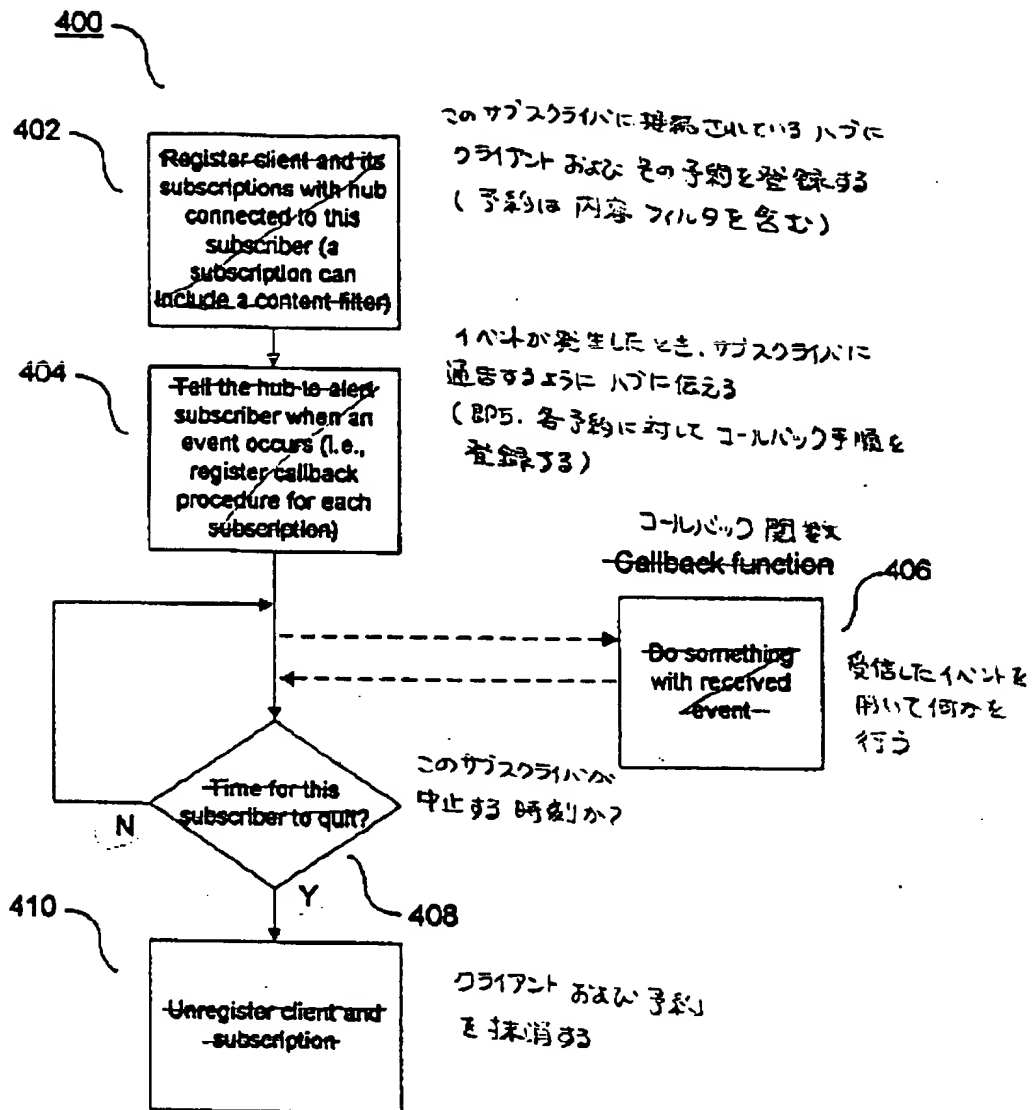 400
402
Register client and its
subscriptions with hub
connected to this
subscriber (a
subscription can
include a content filter)
このサブスクライバに接続されているハブに
クライアント および その予約を登録する
(予約は 内容 フィルタを含む)
404
Tell the hub to alert
subscriber when an
event occurs (i.e.,
register callback
procedure for each
subscription)
イベントが発生したとき、サブスクライバに
通告するように ハブに伝える
(即ち、各予約に対して コールバック手順を
登録する)
コールバック 関数
Callback function
406
Do something
with received
event
受信したイベントを
用いて何かを
行う
Time for this
subscriber to quit?
このサブスクライバが
中止する 時刻か?
N
Y
408
410
Unregister client and
subscription
クライアント および 予約
を抹消する